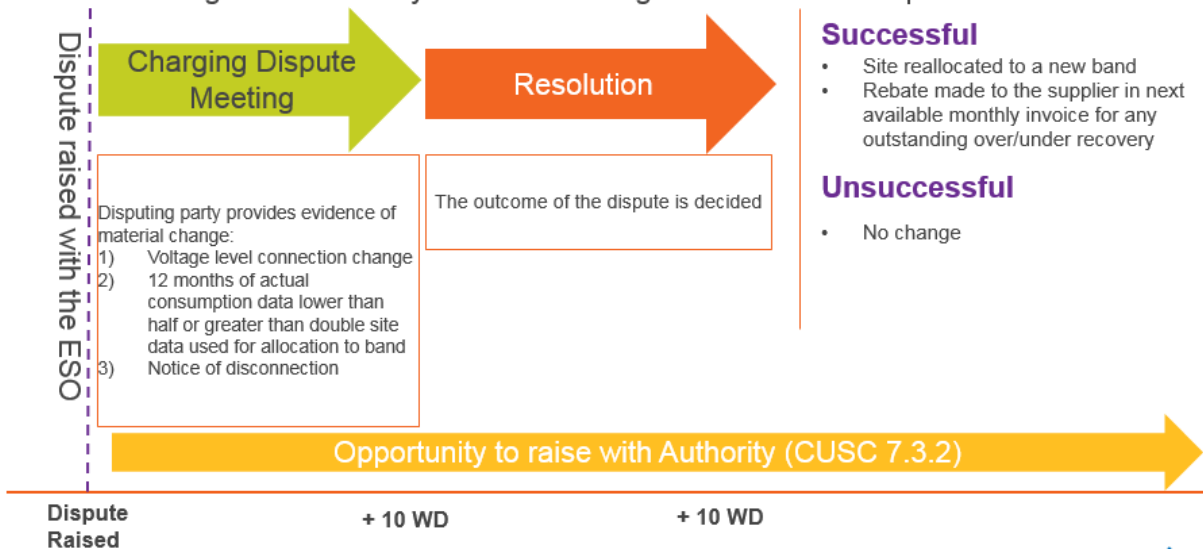 Dispute raised with the ESO
Charging Dispute
Meeting
Resolution
Disputing party provides evidence of
material change:
1) Voltage level connection change
2) 12 months of actual
consumption data lower than
half or greater than double site
data used for allocation to band
3) Notice of disconnection
The outcome of the dispute is decided
Successful
• Site reallocated to a new band
• Rebate made to the supplier in next
available monthly invoice for any
outstanding over/under recovery
Unsuccessful
• No change
Opportunity to raise with Authority (CUSC 7.3.2)
Dispute
Raised
+ 10 WD
+ 10 WD